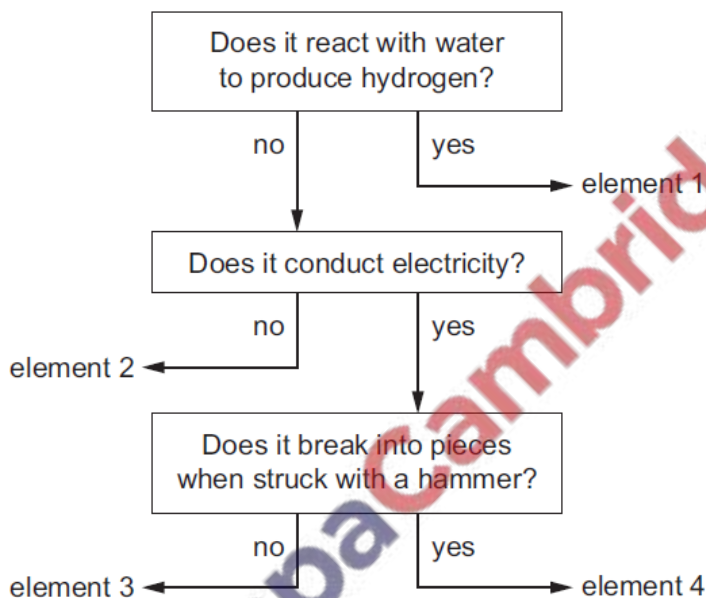 Does it react with water
to produce hydrogen?
no
yes
element 1
Does it conduct electricity?
no
yes
element 2
Does it break into pieces
when struck with a hammer?
no
yes
element 3
element 4
paCambrid